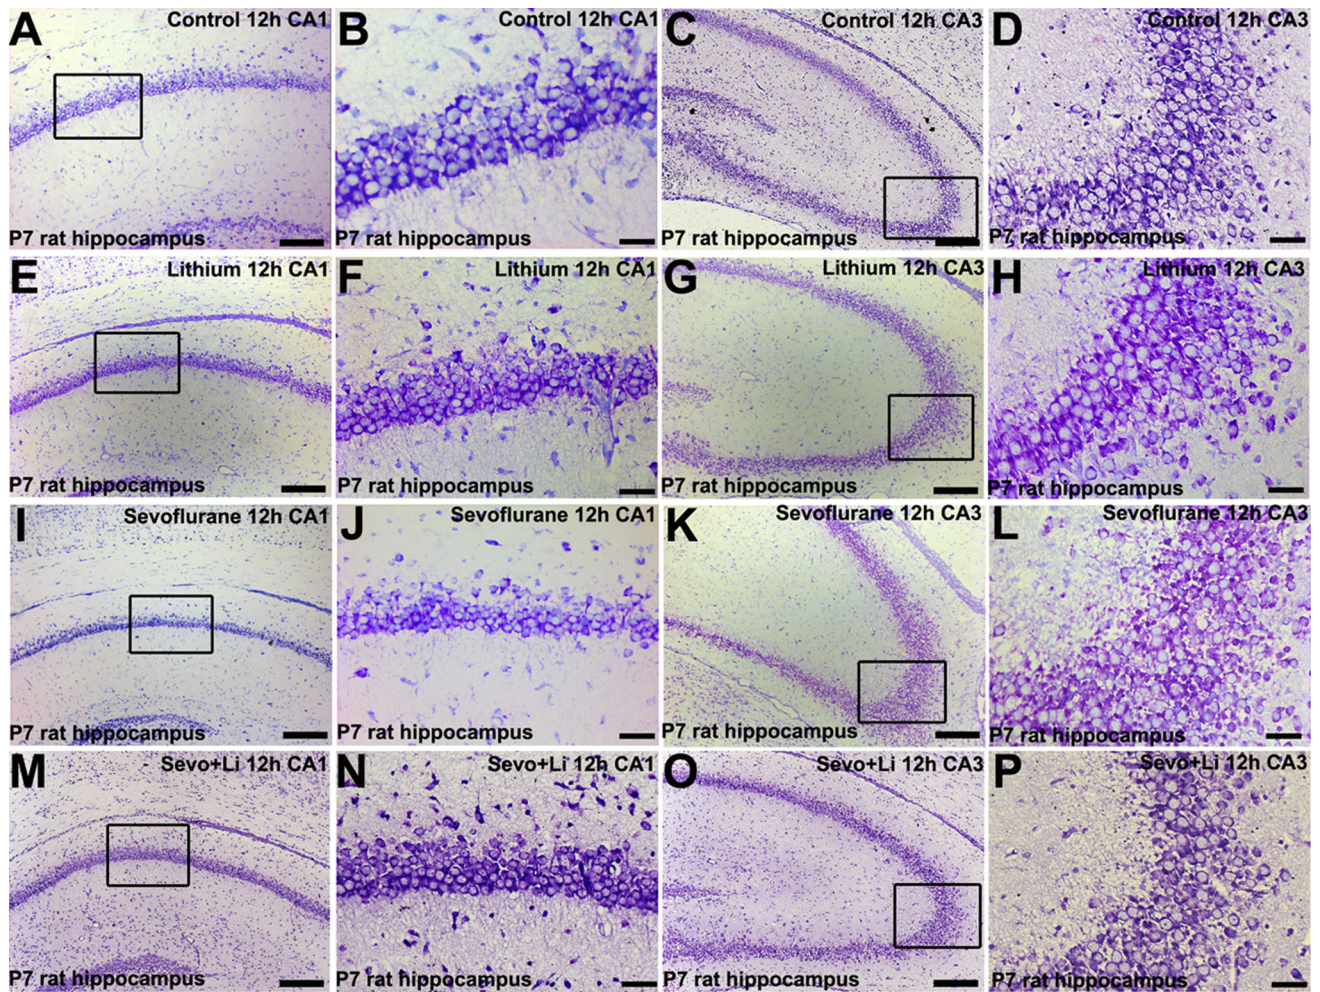 A
Control 12h CA1
P7 rat hippocampus
B
Control 12h CA1
P7 rat hippocampus
C
Control 12h CA3
P7 rat hippocampus
D
Control 12h CA3
P7 rat hippocampus
E
Lithium 12h CA1
P7 rat hippocampus
F
Lithium 12h CA1
P7 rat hippocampus
G
Lithium 12h CA3
P7 rat hippocampus
H
Lithium 12h CA3
P7 rat hippocampus
I
Sevoflurane 12h CA1
P7 rat hippocampus
J
Sevoflurane 12h CA1
P7 rat hippocampus
K
Sevoflurane 12h CA3
P7 rat hippocampus
L
Sevoflurane 12h CA3
P7 rat hippocampus
M
Sevo+Li 12h CA1
P7 rat hippocampus
N
Sevo+Li 12h CA1
P7 rat hippocampus
O
Sevo+Li 12h CA3
P7 rat hippocampus
P
Sevo+Li 12h CA3
P7 rat hippocampus